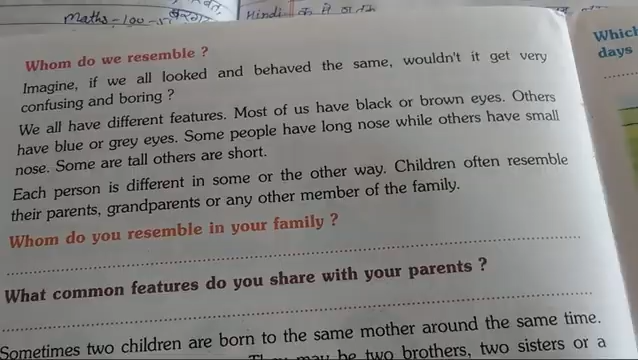 Maths-100-
Hindi क से ज्ञ तक
Whom do we resemble ?
Imagine, if we all looked and behaved the same, wouldn't it get very
confusing and boring ?
We all have different features. Most of us have black or brown eyes. Others
have blue or grey eyes. Some people have long nose while others have small
nose. Some are tall others are short.
Each person is different in some or the other way. Children often resemble
their parents, grandparents or any other member of the family.
Whom do you resemble in your family ?
What common features do you share with your parents ?
Sometimes two children are born to the same mother around the same time.
may be two brothers, two sisters or a
Which
days